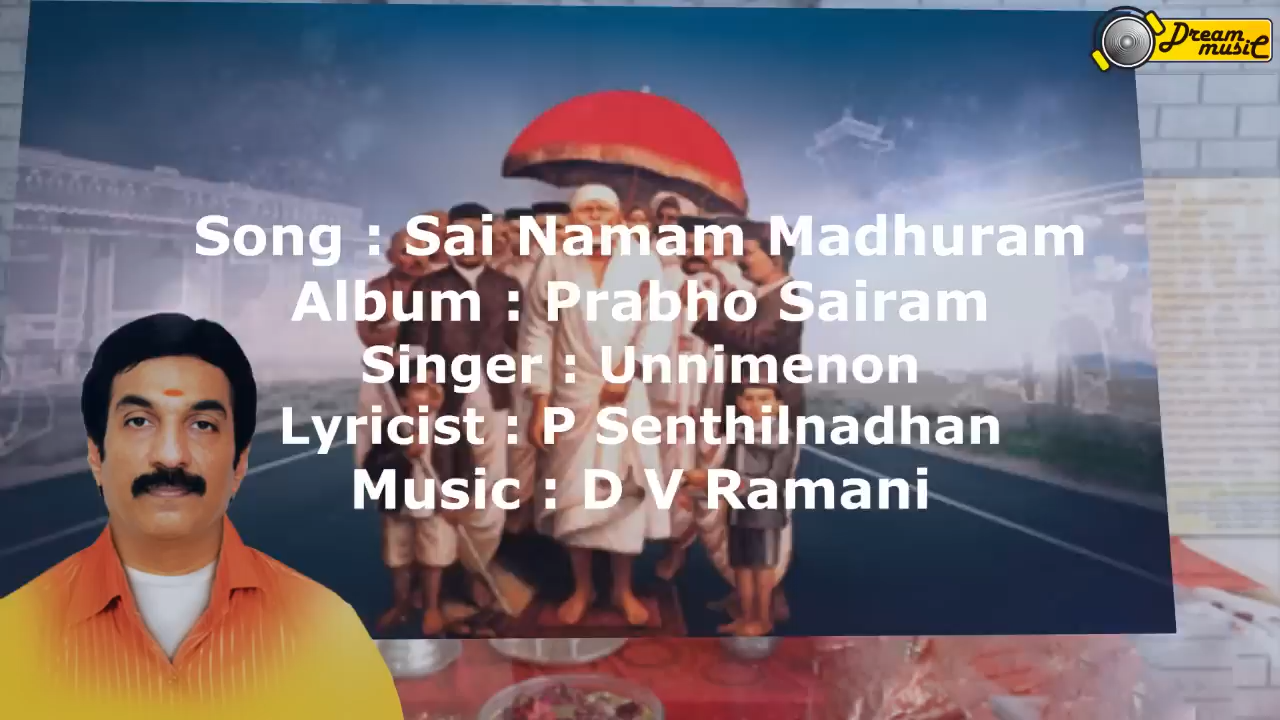 Dream
music
Song : Sai Namam Madhuram
Album : Prabho Sairam
Singer : Unnimenon
Lyricist : P Senthilnadhan
Music : D V Ramani